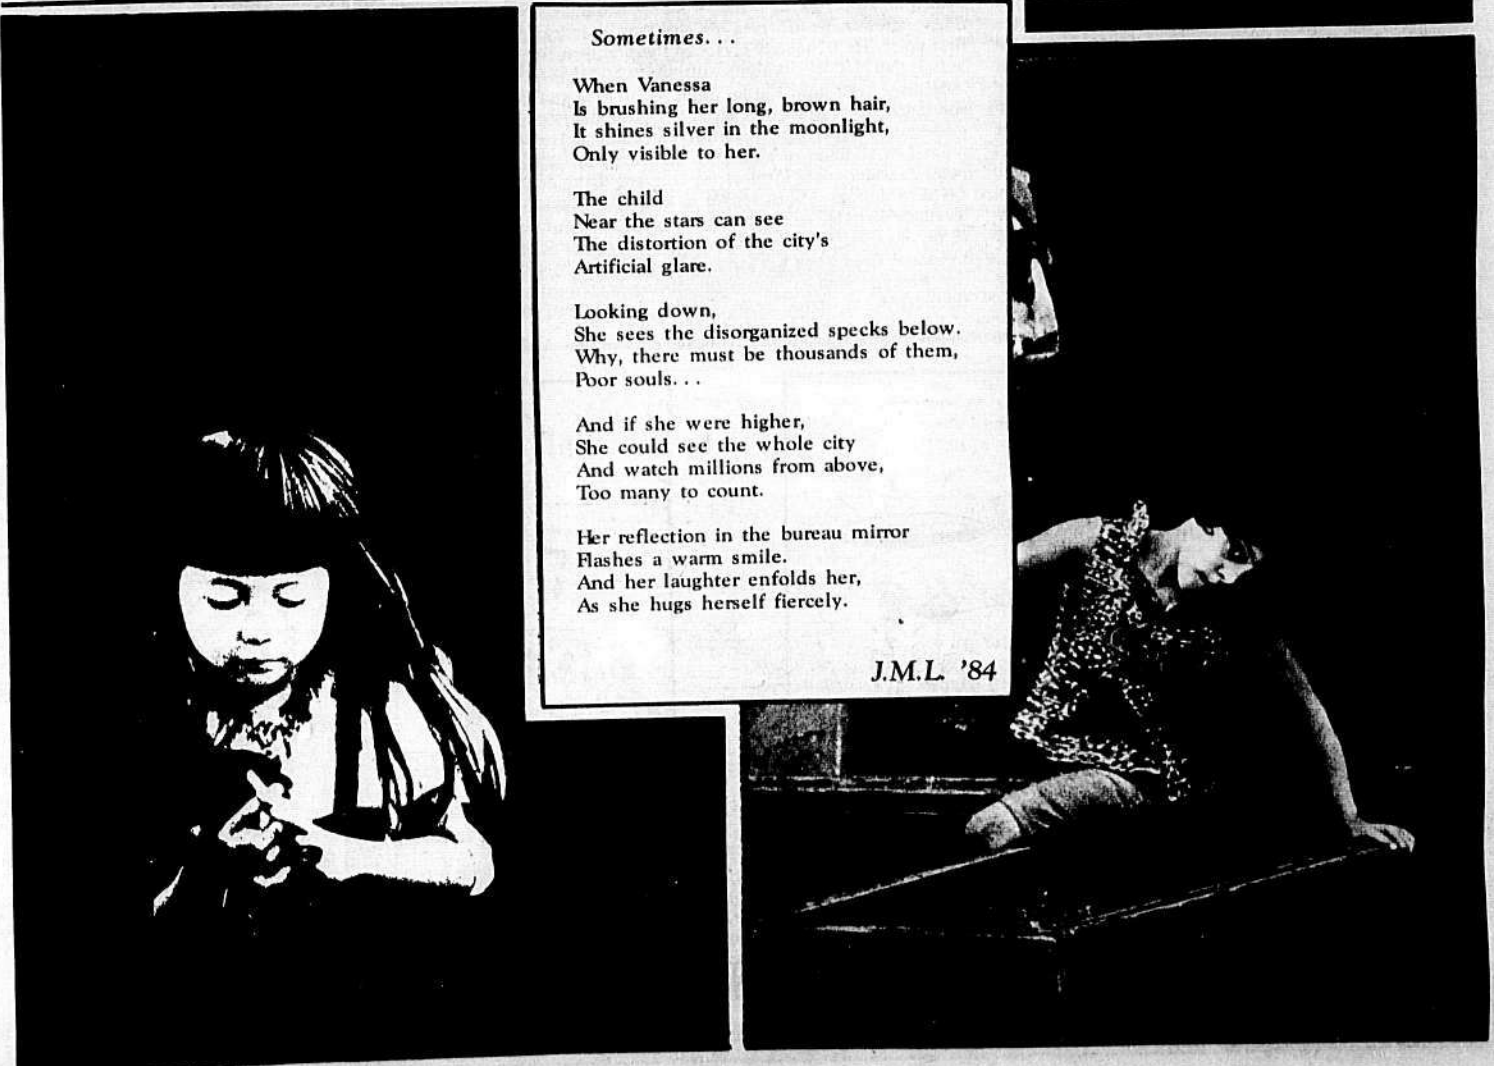 Sometimes. . .
When Vanessa
Is brushing her long, brown hair,
It shines silver in the moonlight,
Only visible to her.
The child
Near the stars can see
The distortion of the city's
Artificial glare.
Looking down,
She sees the disorganized specks below.
Why, there must be thousands of them,
Poor souls. . .
And if she were higher,
She could see the whole city
And watch millions from above,
Too many to count.
Her reflection in the bureau mirror
Flashes a warm smile.
And her laughter enfolds her,
As she hugs herself fiercely.
J.M.L. '84